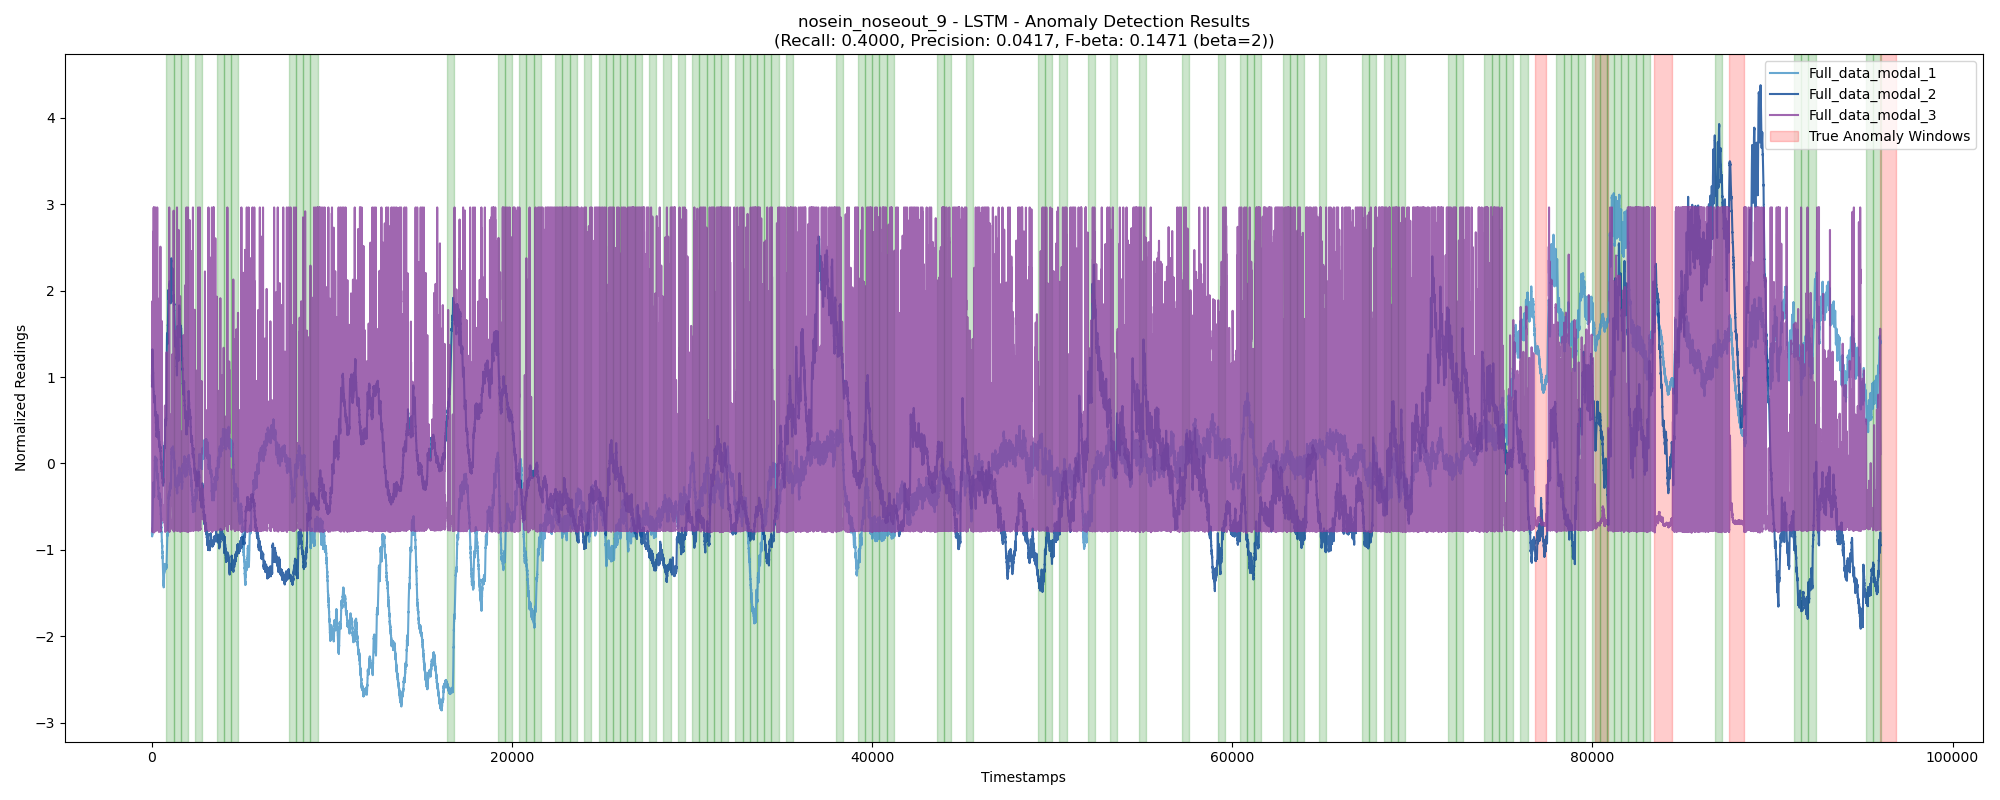 nosein_noseout_9 - LSTM - Anomaly Detection Results
(Recall: 0.4000, Precision: 0.0417, F-beta: 0.1471 (beta=2))
Full_data_modal_1
Full_data_modal_2
Full_data_modal_3
True Anomaly Windows
Normalized Readings
4
3
2
1
0
−1
−2
−3
0 20000 40000 60000 80000 100000
Timestamps